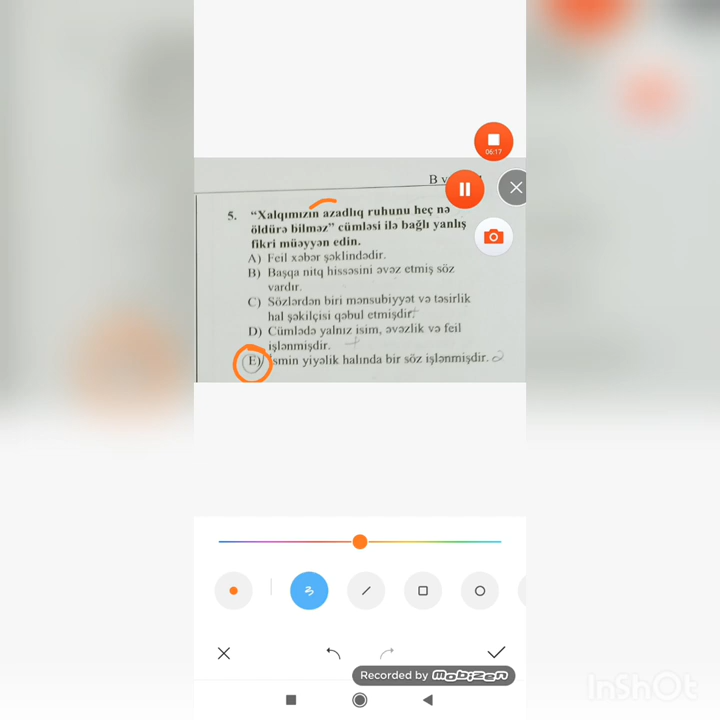 06:17
B v
5. "Xalqımızın azadlıq ruhunu heç nə
öldürə bilməz" cümləsi ilə bağlı yanlış
fikri müəyyən edin.
A) Feil xəbər şəklindədir.
B) Başqa nitq hissəsini əvəz etmiş söz
vardır.
C) Sözlərdən biri mənsubiyyət və təsirlik
hal şəkilçisi qəbul etmişdir.
D) Cümlədə yalnız isim, əvəzlik və feil
işlənmişdir. +
E) İsmin yiyəlik halında bir söz işlənmişdir. 2
Recorded by mobizen
InShOt